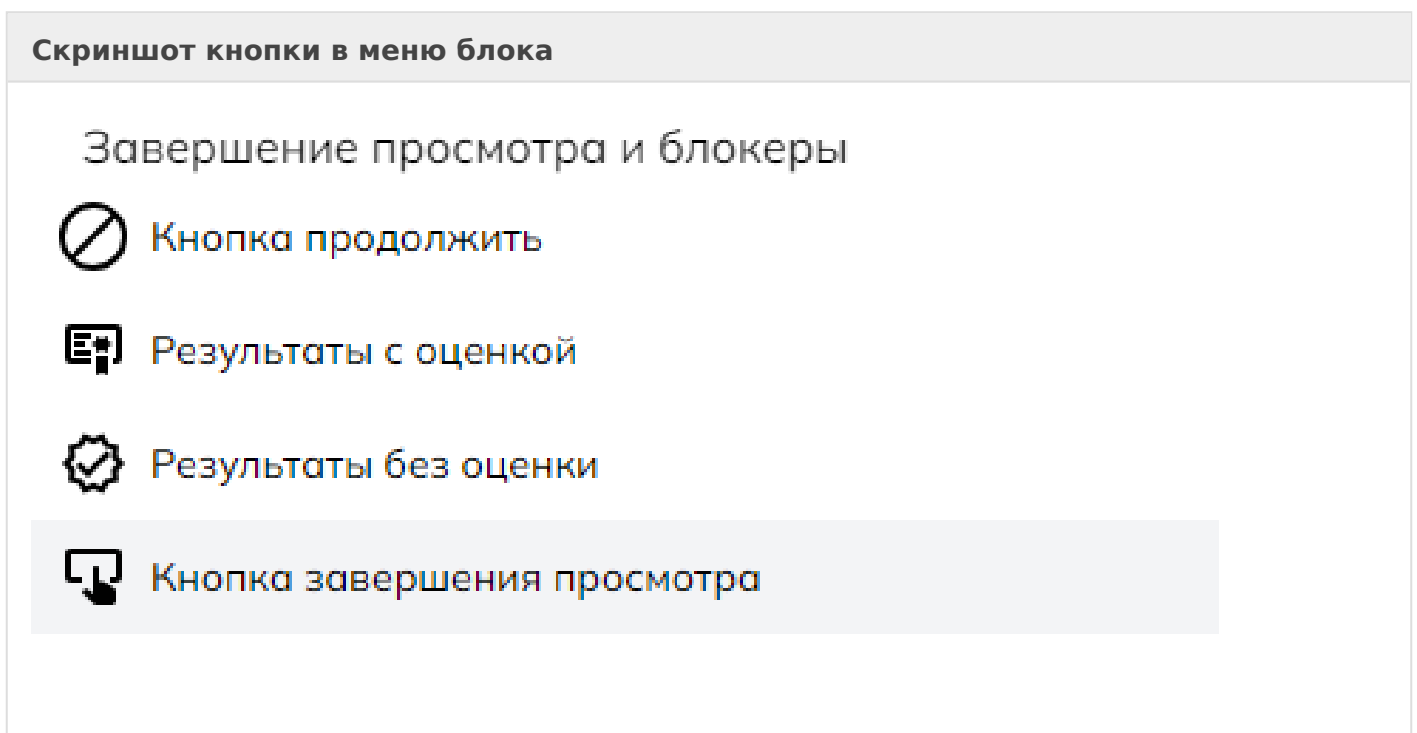 Скриншот кнопки в меню блока
Завершение просмотра и блокеры
Кнопка продолжить
Результаты с оценкой
Результаты без оценки
Кнопка завершения просмотра